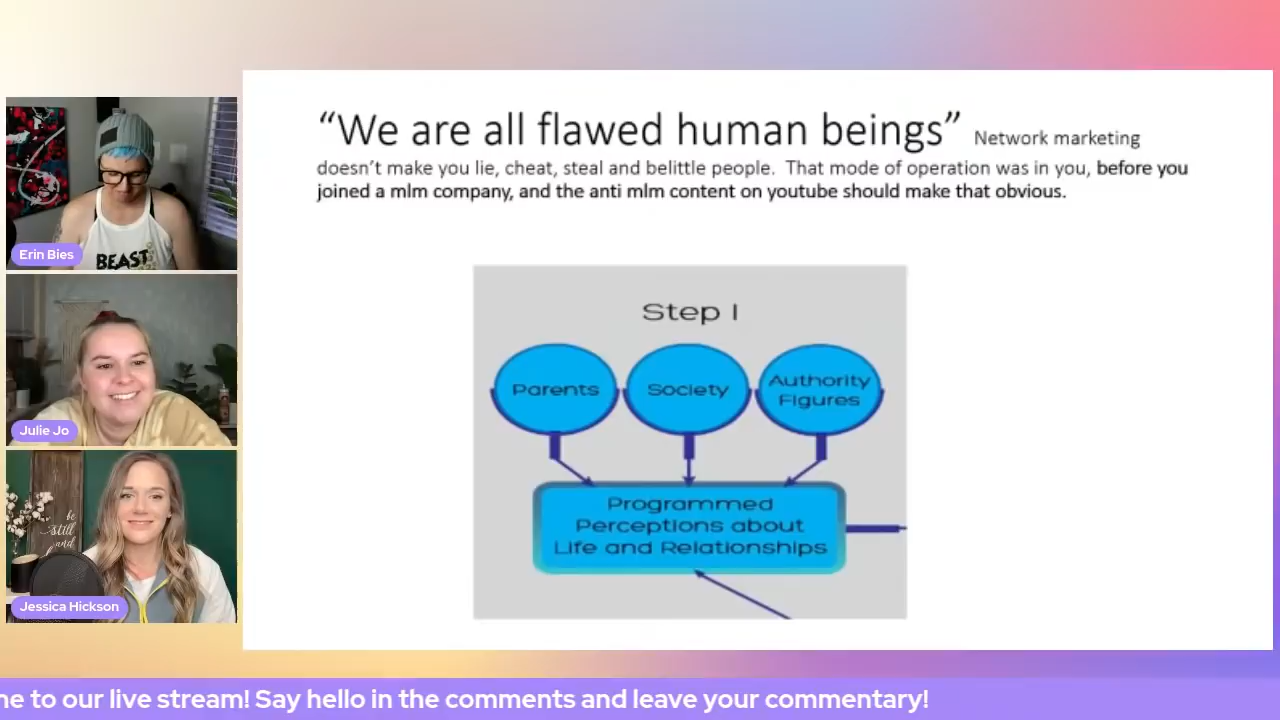 “We are all flawed human beings” Network marketing
doesn’t make you lie, cheat, steal and belittle people. That mode of operation was in you, before you
joined a mlm company, and the anti mlm content on youtube should make that obvious.
Step I
Parents
Society
Authority
Figures
Programmed
Perceptions about
Life and Relationships
BEAST
Erin Bies
Julie Jo
be
still
and
Jessica Hickson
to our live stream! Say hello in the comments and leave your commentary!